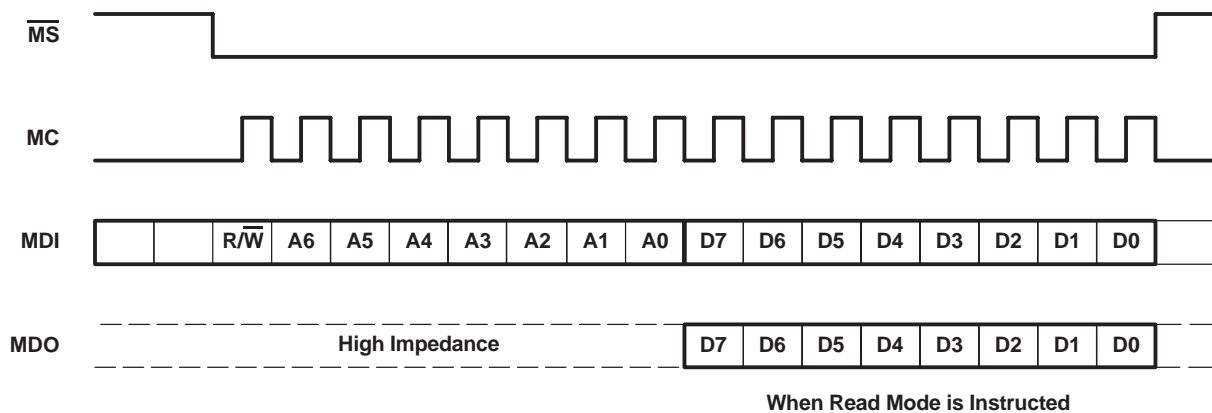 M̅S̅
MC
MDI R/W̅ A6 A5 A4 A3 A2 A1 A0 D7 D6 D5 D4 D3 D2 D1 D0
MDO High Impedance D7 D6 D5 D4 D3 D2 D1 D0
When Read Mode is Instructed